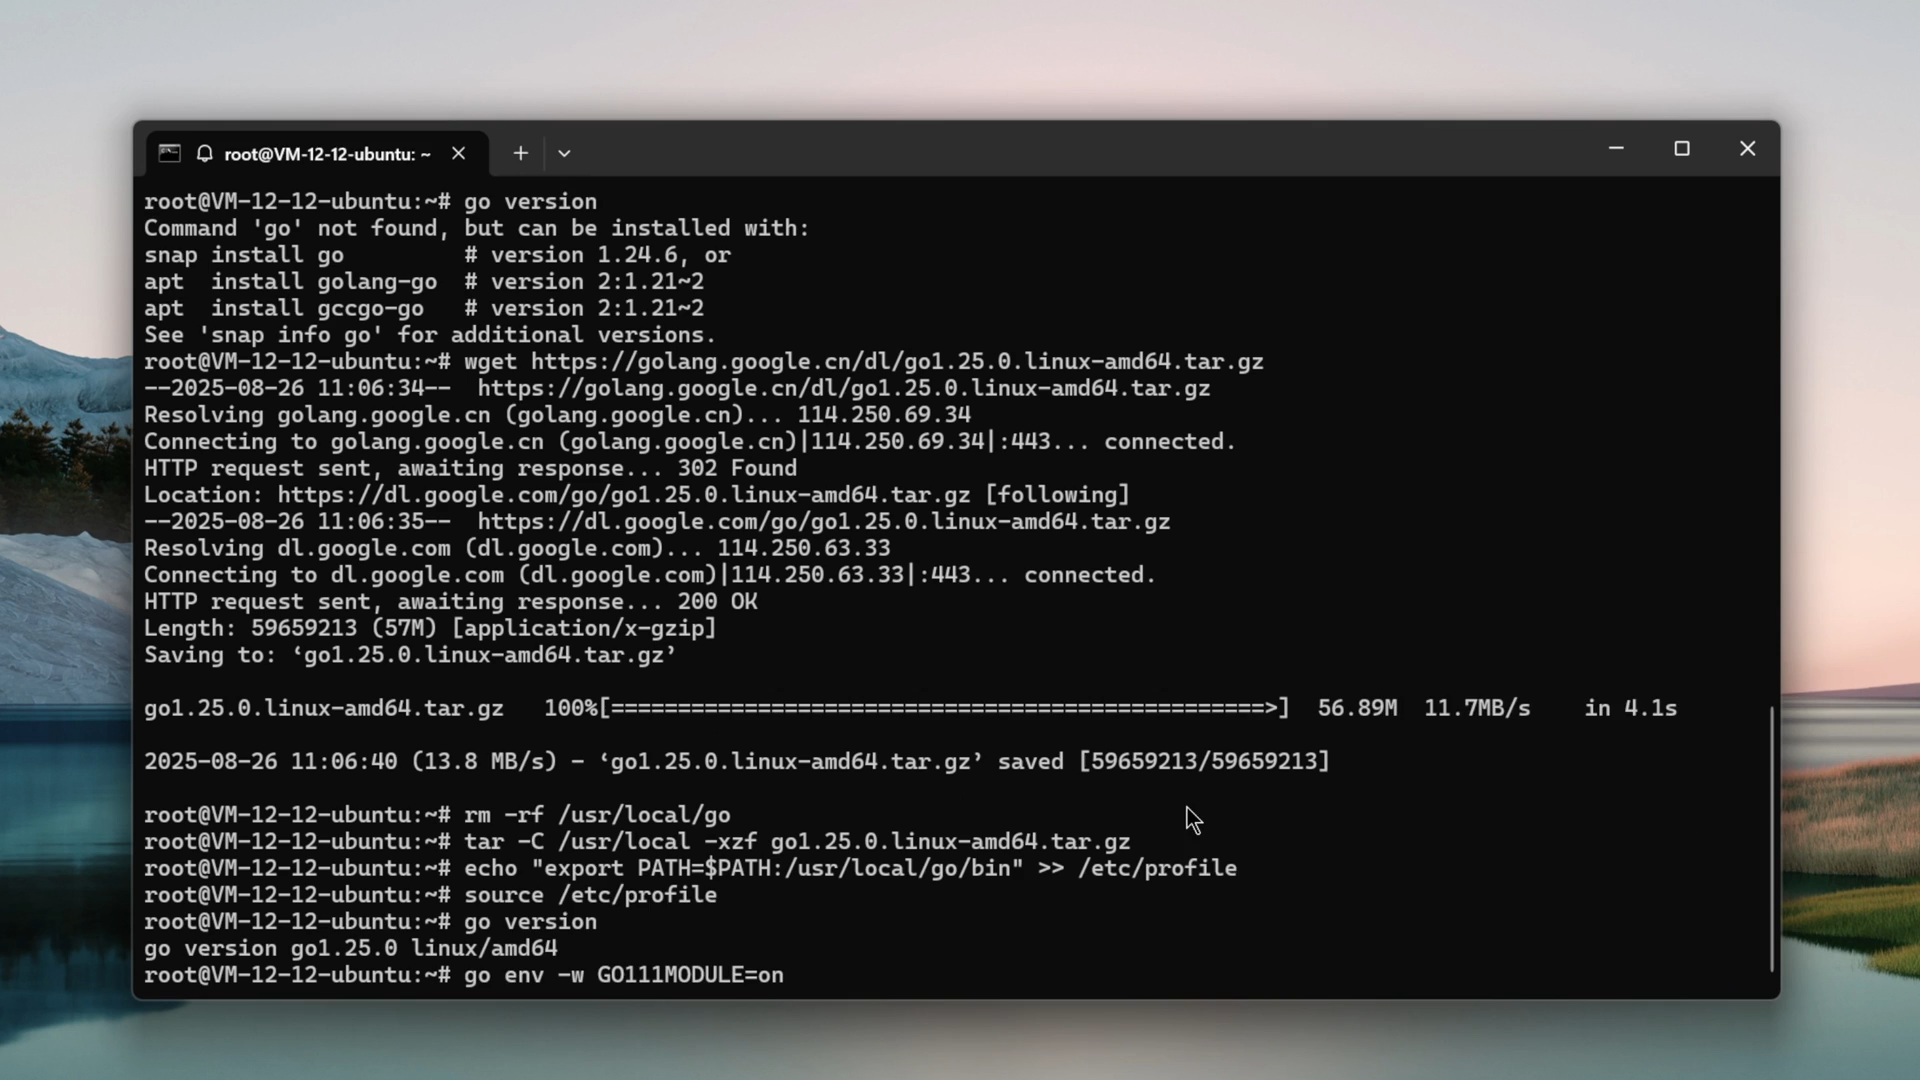 root@VM-12-12-ubuntu: ~
root@VM-12-12-ubuntu:~# go version
Command 'go' not found, but can be installed with:
snap install go         # version 1.24.6, or
apt  install golang-go  # version 2:1.21~2
apt  install gccgo-go   # version 2:1.21~2
See 'snap info go' for additional versions.
root@VM-12-12-ubuntu:~# wget https://golang.google.cn/dl/go1.25.0.linux-amd64.tar.gz
--2025-08-26 11:06:34--  https://golang.google.cn/dl/go1.25.0.linux-amd64.tar.gz
Resolving golang.google.cn (golang.google.cn)... 114.250.69.34
Connecting to golang.google.cn (golang.google.cn)|114.250.69.34|:443... connected.
HTTP request sent, awaiting response... 302 Found
Location: https://dl.google.com/go/go1.25.0.linux-amd64.tar.gz [following]
--2025-08-26 11:06:35--  https://dl.google.com/go/go1.25.0.linux-amd64.tar.gz
Resolving dl.google.com (dl.google.com)... 114.250.63.33
Connecting to dl.google.com (dl.google.com)|114.250.63.33|:443... connected.
HTTP request sent, awaiting response... 200 OK
Length: 59659213 (57M) [application/x-gzip]
Saving to: ‘go1.25.0.linux-amd64.tar.gz’
go1.25.0.linux-amd64.tar.gz   100%[=================================================>]  56.89M  11.7MB/s    in 4.1s
2025-08-26 11:06:40 (13.8 MB/s) - ‘go1.25.0.linux-amd64.tar.gz’ saved [59659213/59659213]
root@VM-12-12-ubuntu:~# rm -rf /usr/local/go
root@VM-12-12-ubuntu:~# tar -C /usr/local -xzf go1.25.0.linux-amd64.tar.gz
root@VM-12-12-ubuntu:~# echo "export PATH=$PATH:/usr/local/go/bin" >> /etc/profile
root@VM-12-12-ubuntu:~# source /etc/profile
root@VM-12-12-ubuntu:~# go version
go version go1.25.0 linux/amd64
root@VM-12-12-ubuntu:~# go env -w GO111MODULE=on